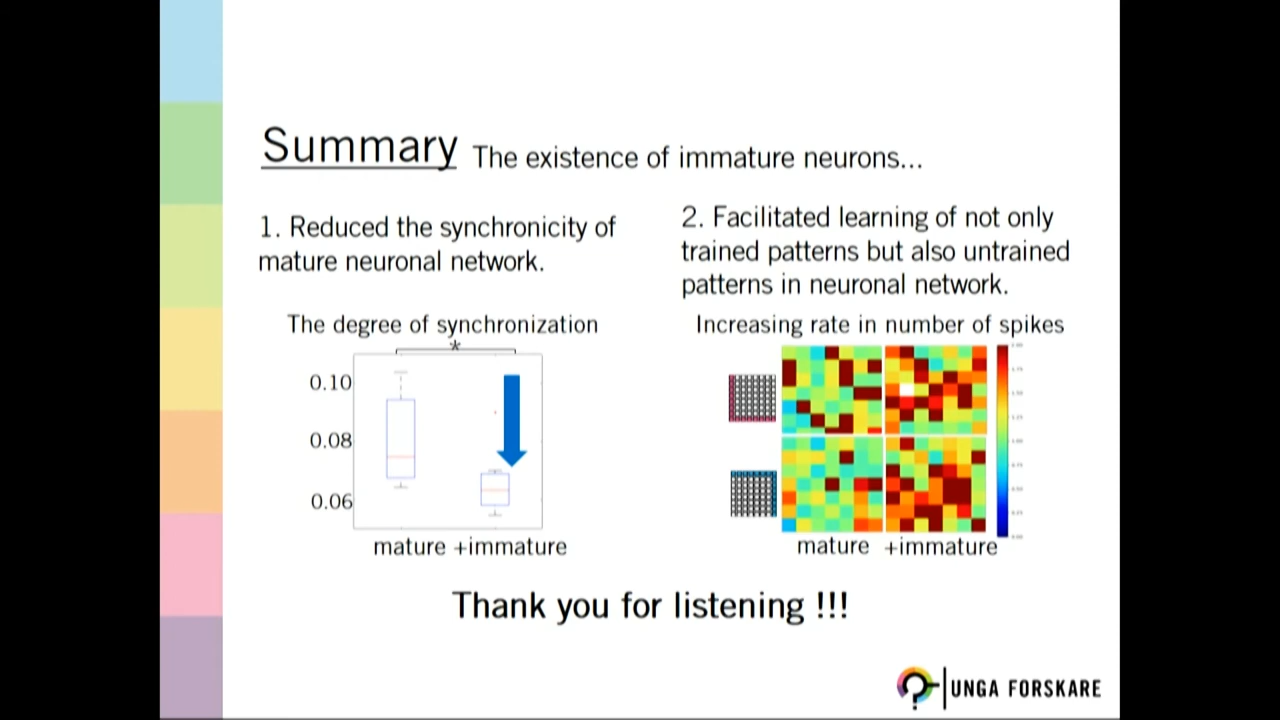 Summary The existence of immature neurons...
1. Reduced the synchronicity of
mature neuronal network.
2. Facilitated learning of not only
trained patterns but also untrained
patterns in neuronal network.
The degree of synchronization
*
0.10
0.08
0.06
mature +immature
Increasing rate in number of spikes
mature +immature
Thank you for listening !!!
UNGA FORSKARE